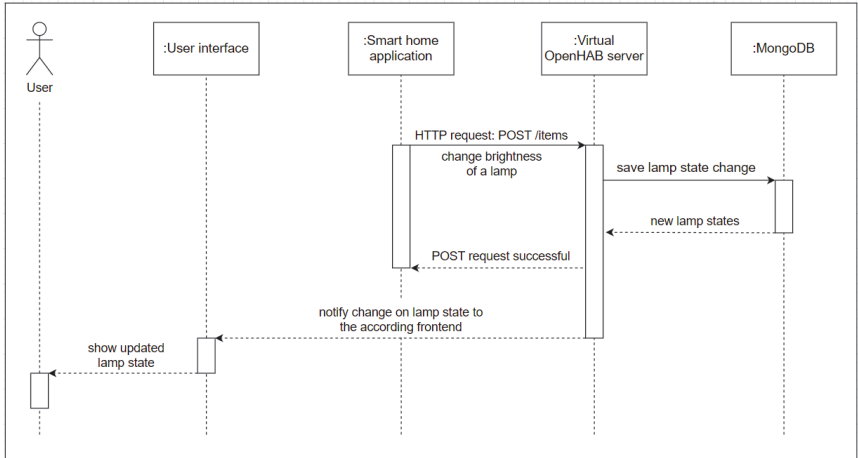 :User interface
:Smart home
application
:Virtual
OpenHAB server
:MongoDB
User
HTTP request: POST /items
change brightness
of a lamp
save lamp state change
new lamp states
POST request successful
notify change on lamp state to
the according frontend
show updated
lamp state